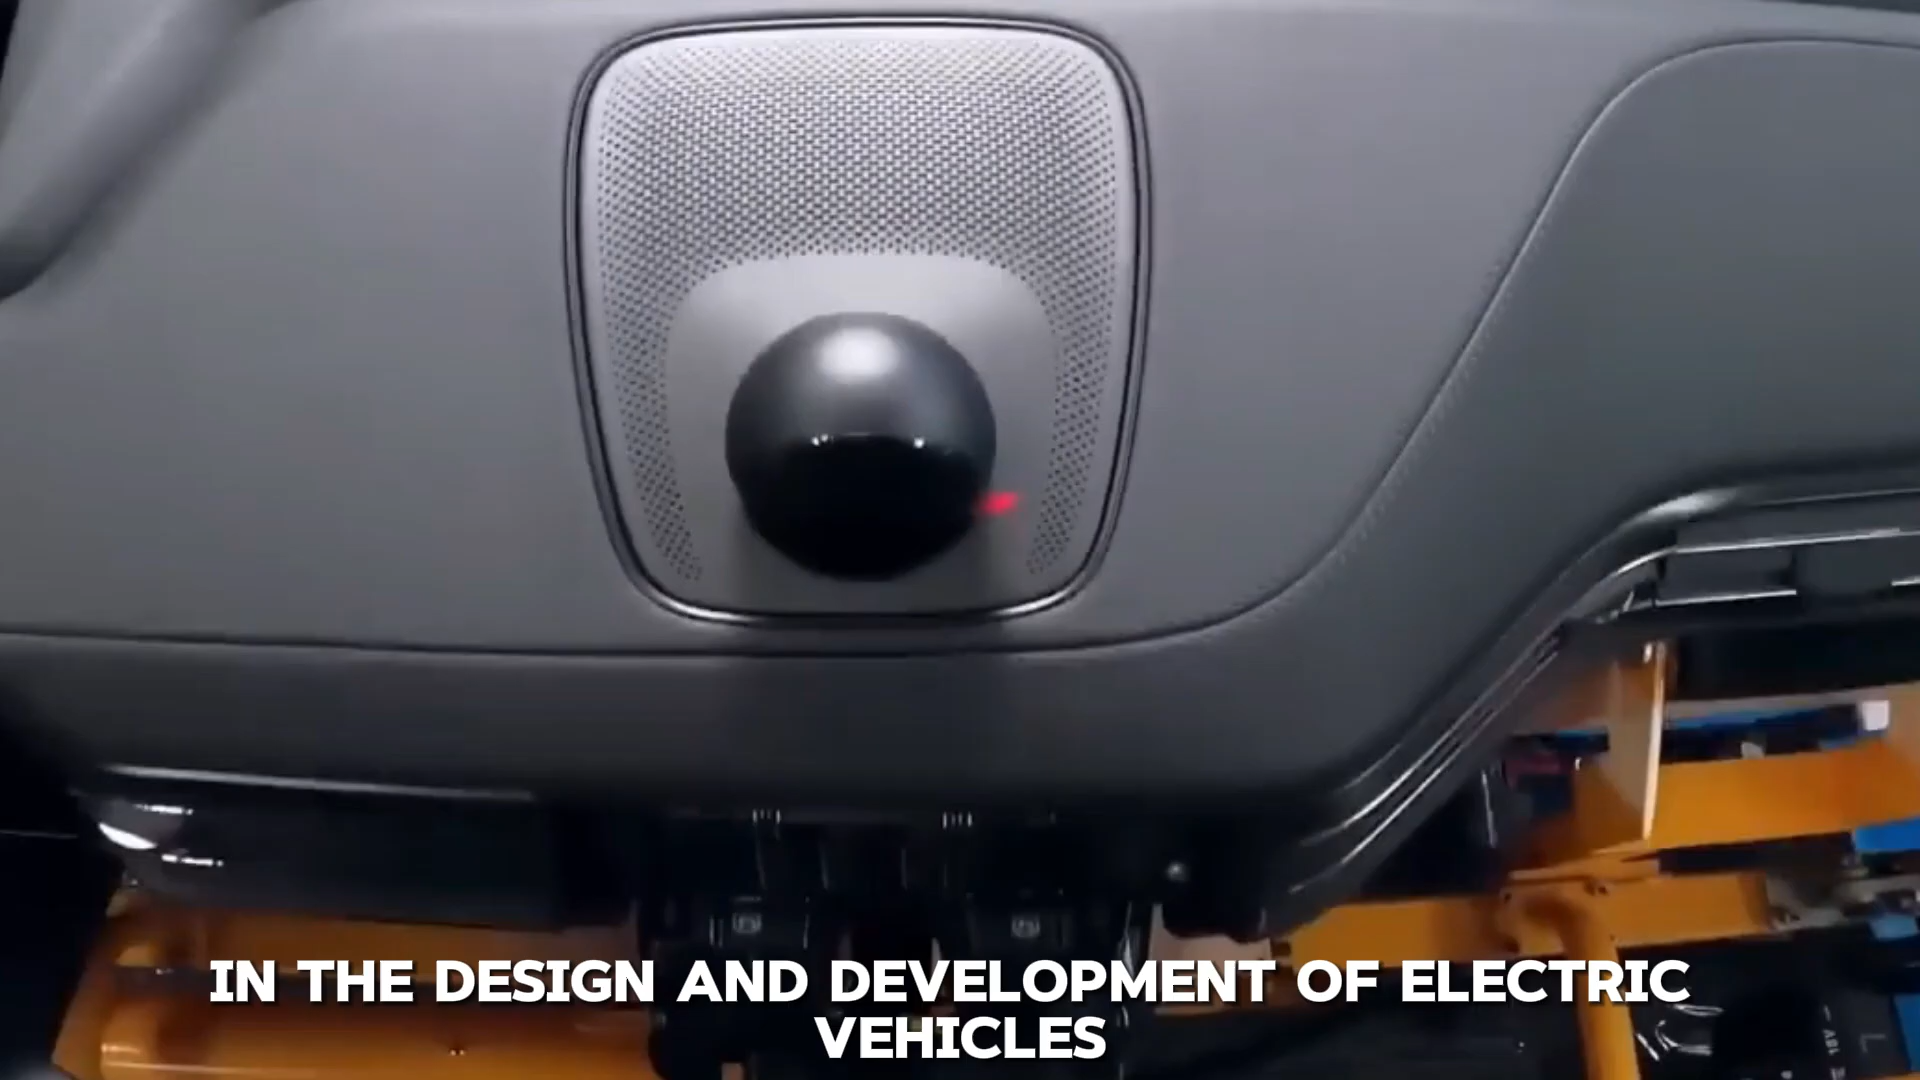 IN THE DESIGN AND DEVELOPMENT OF ELECTRIC
VEHICLES